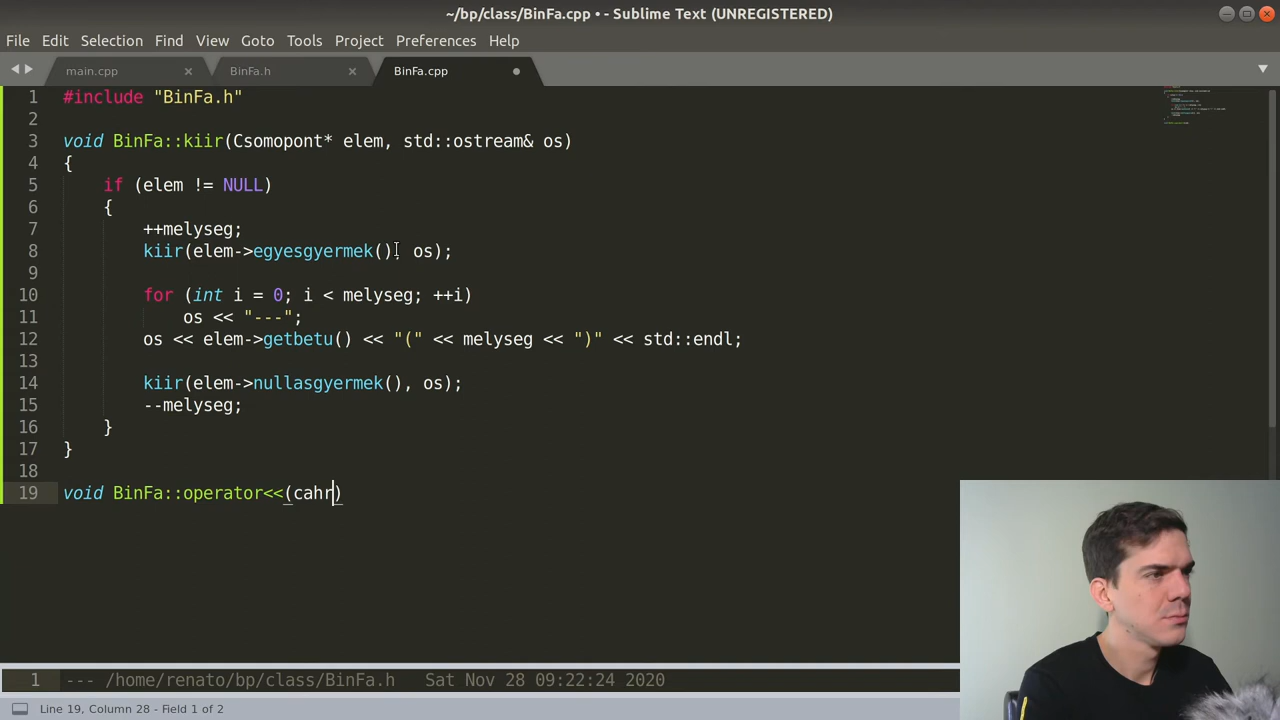 ~/bp/class/BinFa.cpp • - Sublime Text (UNREGISTERED)
File Edit Selection Find View Goto Tools Project Preferences Help
main.cpp BinFa.h BinFa.cpp
1 #include "BinFa.h"
2
3 void BinFa::kiir(Csomopont* elem, std::ostream& os)
4 {
5 if (elem != NULL)
6 {
7 ++melyseg;
8 kiir(elem->egyesgyermek(), os);
9
10 for (int i = 0; i < melyseg; ++i)
11 os << "---";
12 os << elem->getbetu() << "(" << melyseg << ")" << std::endl;
13
14 kiir(elem->nullasgyermek(), os);
15 --melyseg;
16 }
17 }
18
19 void BinFa::operator<<(cahr)
1 --- /home/renato/bp/class/BinFa.h Sat Nov 28 09:22:24 2020
Line 19, Column 28 - Field 1 of 2